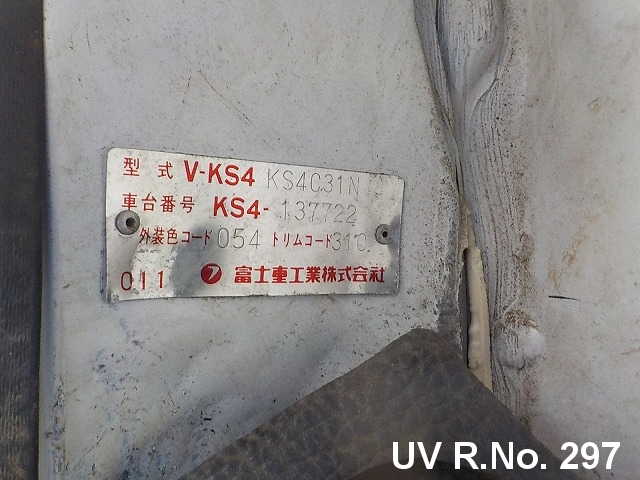 型式 V-KS4 KS4C31N
車台番号 KS4- 137722
外装色コード 054 トリムコード 310
011 富士重工業株式会社
UV R.No. 297